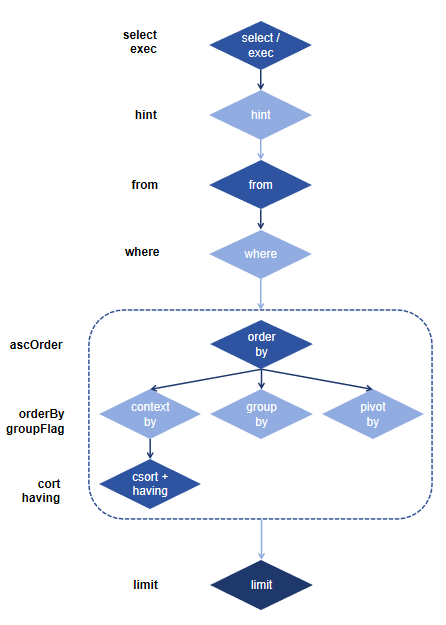 select
exec
select /
exec
hint
hint
from
from
where
where
ascOrder
order
by
orderBy
groupFlag
context
by
group
by
pivot
by
cort
having
csort +
having
limit
limit